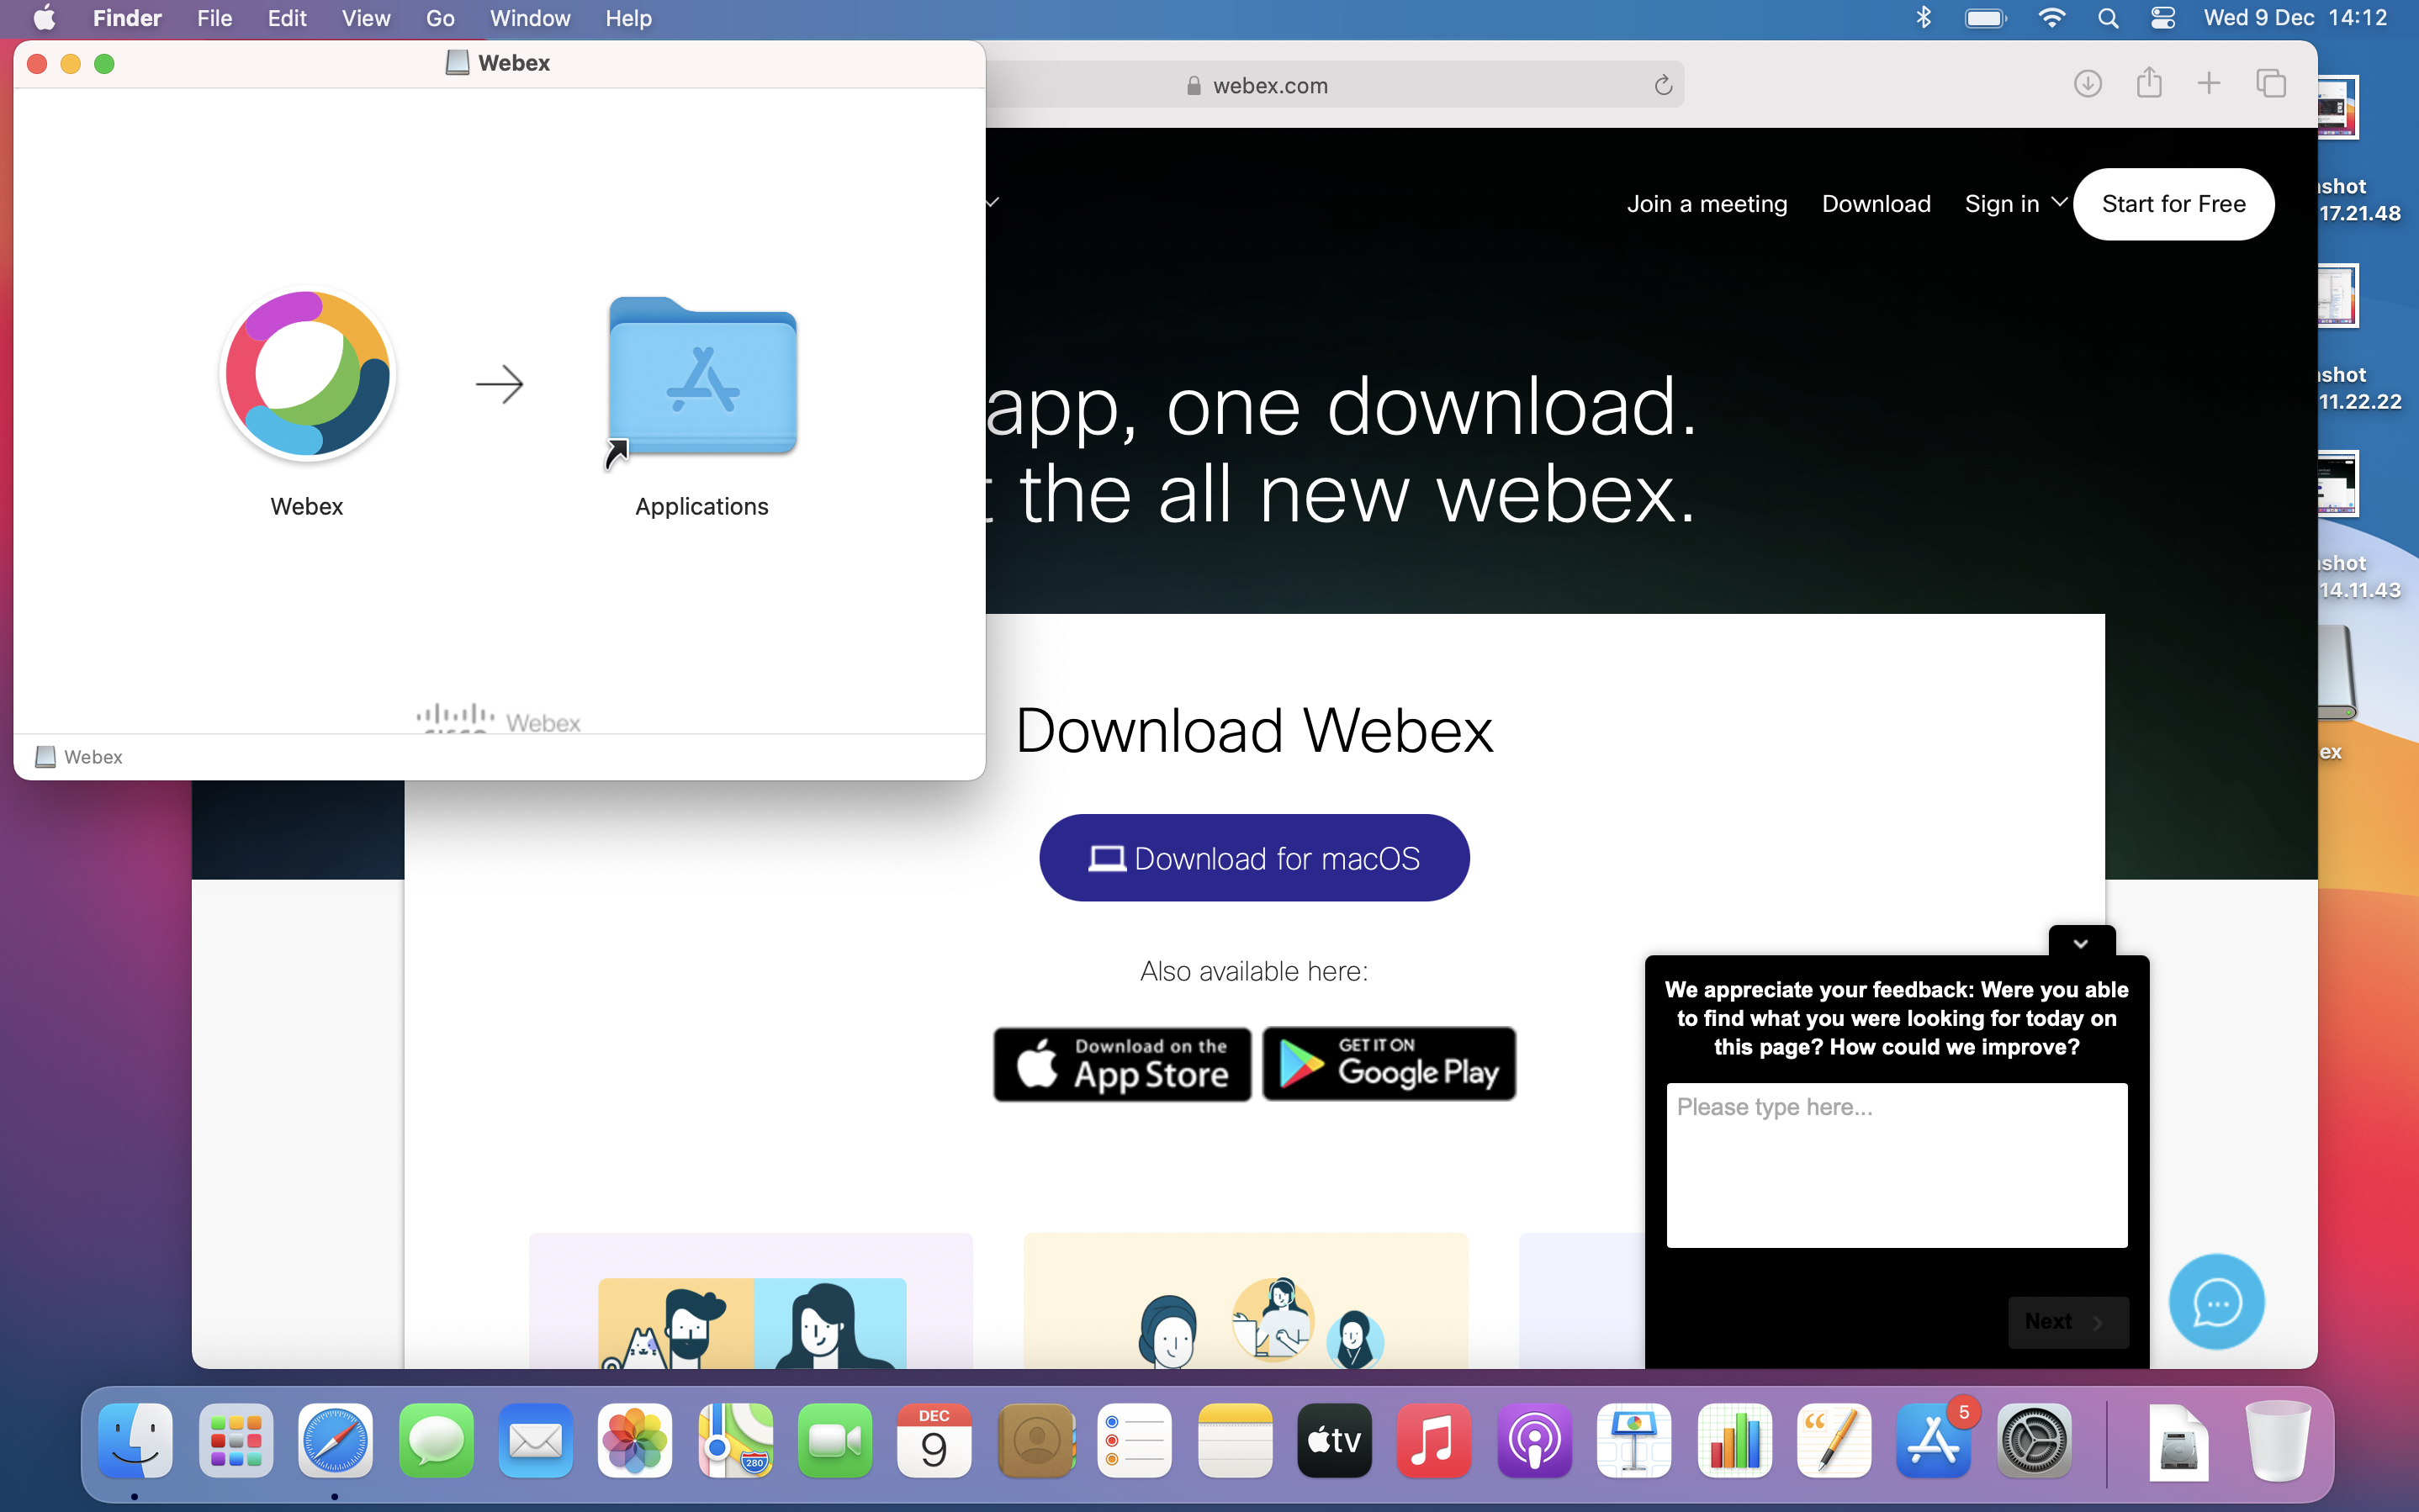 Finder File Edit View Go Window Help
Wed 9 Dec 14:12
Webex
Webex
Applications
Webex
Webex
webex.com
Join a meeting Download Sign in Start for Free
app, one download.
the all new webex.
Download Webex
Download for macOS
Also available here:
Download on the
App Store
GET IT ON
Google Play
We appreciate your feedback: Were you able
to find what you were looking for today on
this page? How could we improve?
Please type here...
Next
shot
17.21.48
shot
11.22.22
shot
14.11.43
ex
280
DEC
9
tv
5